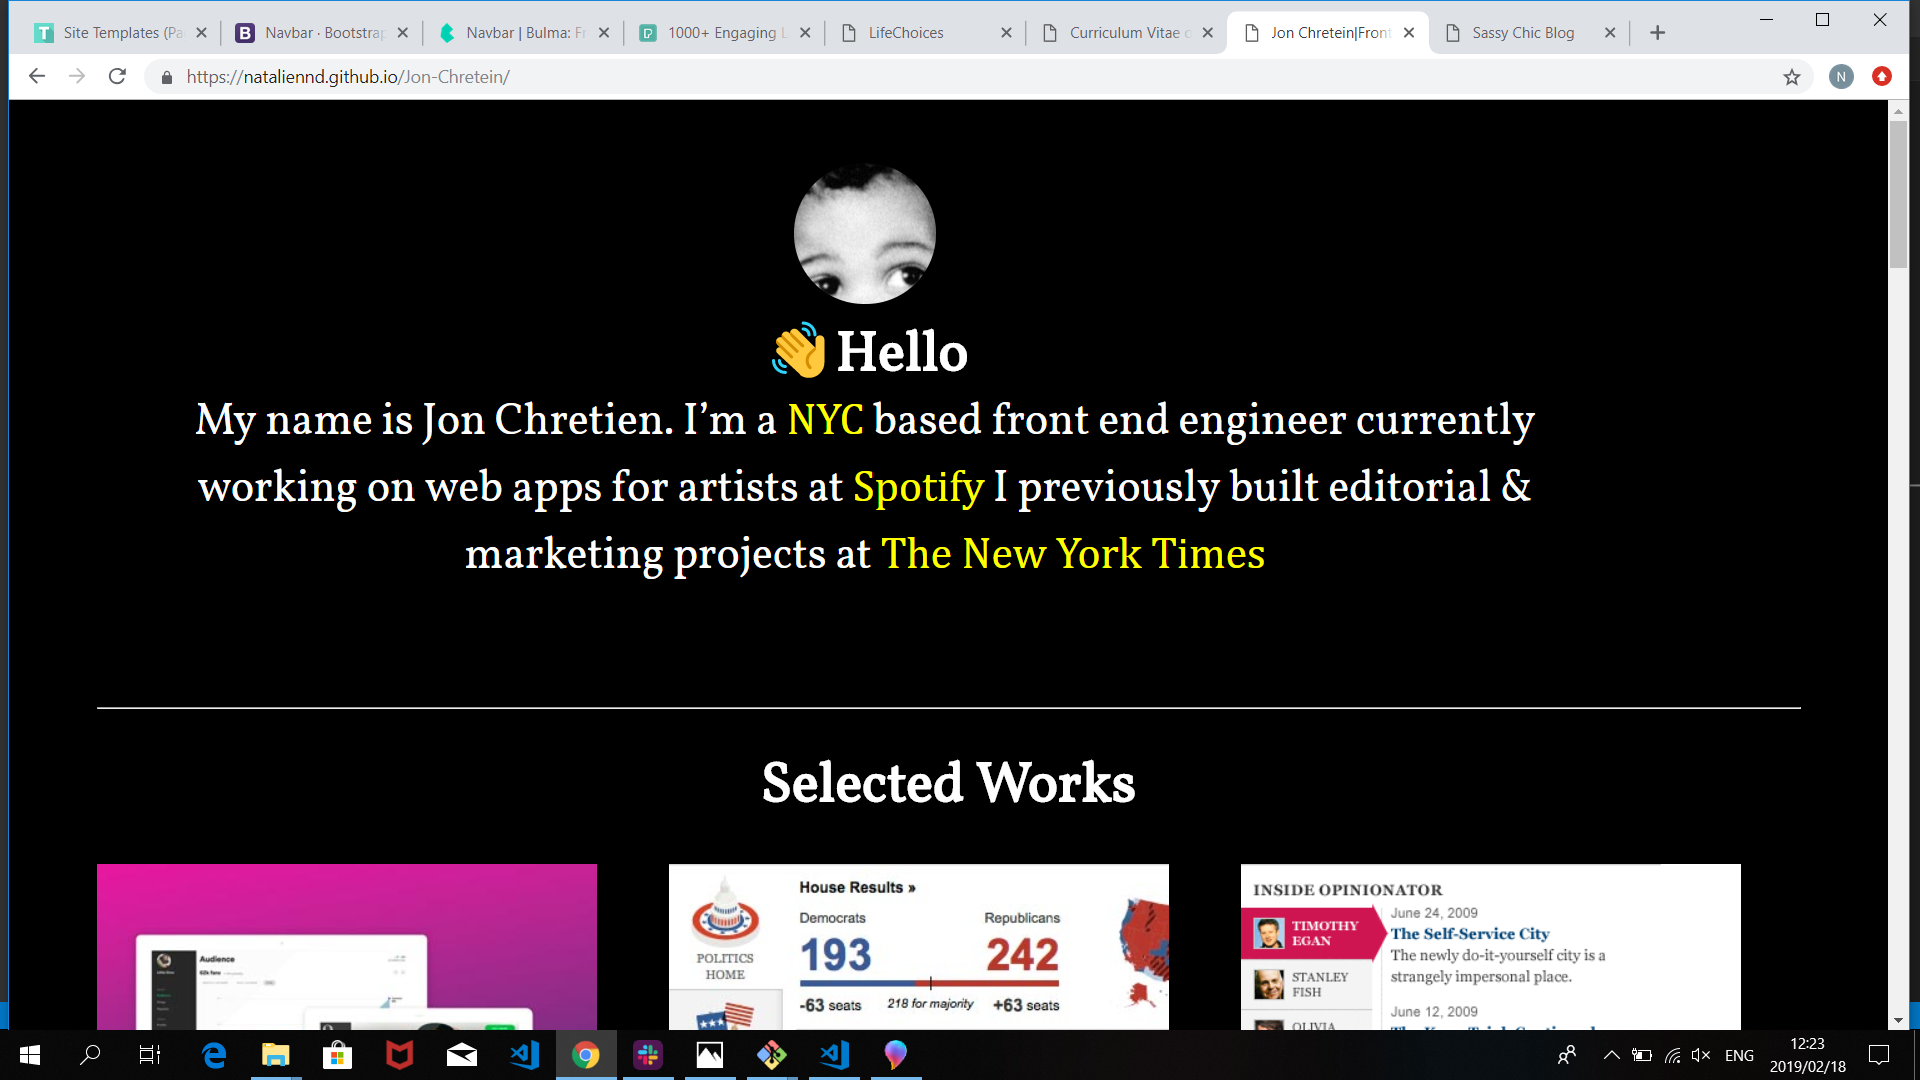 Site Templates (Pa
Navbar · Bootstrap
Navbar | Bulma: Fr
1000+ Engaging L
LifeChoices
Curriculum Vitae o
Jon Chretein|Front
Sassy Chic Blog
https://nataliennd.github.io/Jon-Chretein/
N
👋 Hello
My name is Jon Chretien. I’m a NYC based front end engineer currently
working on web apps for artists at Spotify I previously built editorial &
marketing projects at The New York Times
Selected Works
Audience
House Results »
Democrats Republicans
193 242
-63 seats 218 for majority +63 seats
POLITICS
HOME
INSIDE OPINIONATOR
TIMOTHY
EGAN
STANLEY
FISH
OLIVIA
June 24, 2009
The Self-Service City
The newly do-it-yourself city is a
strangely impersonal place.
June 12, 2009
ENG
12:23
2019/02/18